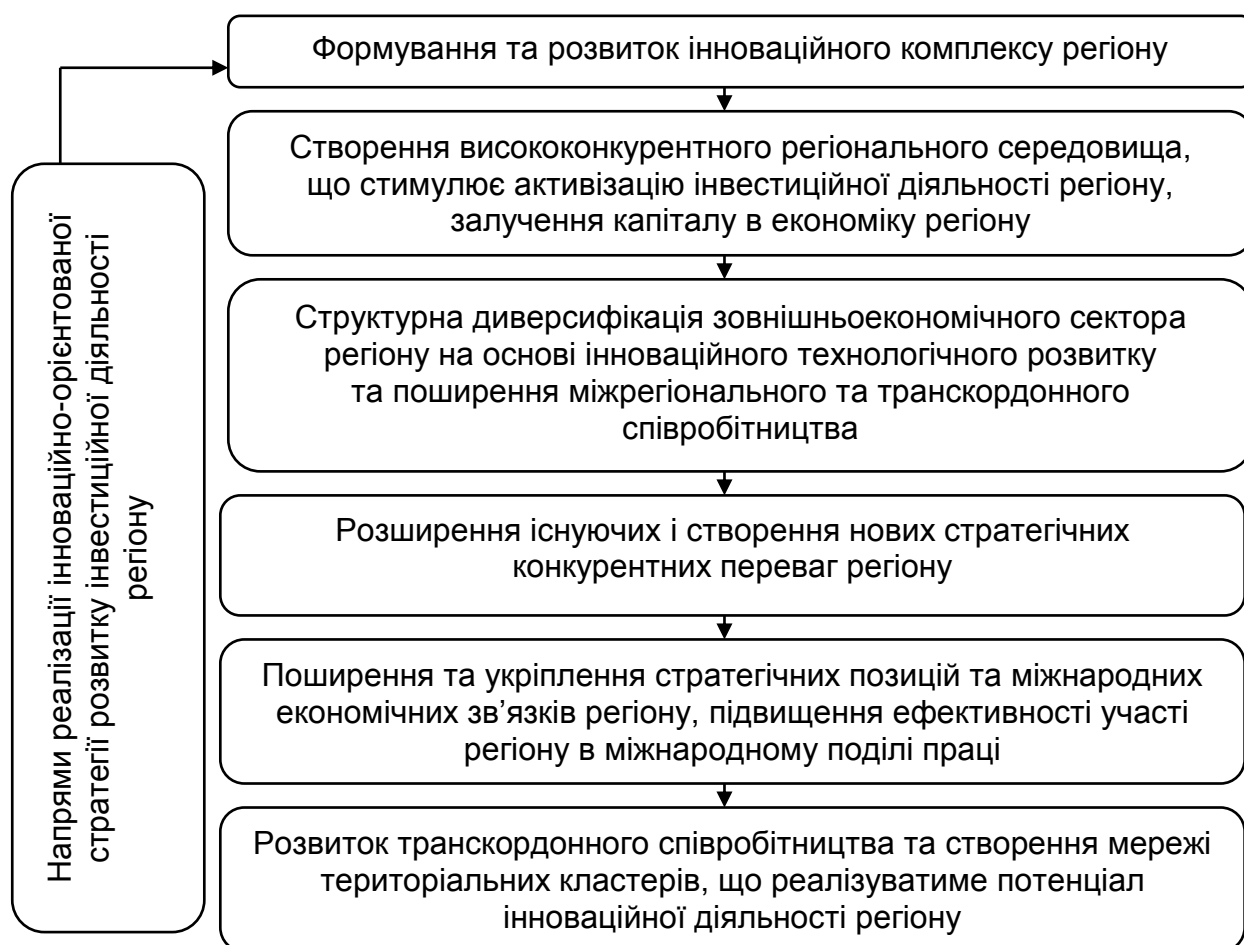 Формування та розвиток інноваційного комплексу регіону
Створення висококонкурентного регіонального середовища,
що стимулює активізацію інвестиційної діяльності регіону,
залучення капіталу в економіку регіону
Структурна диверсифікація зовнішньоекономічного сектора
регіону на основі інноваційного технологічного розвитку
та поширення міжрегіонального та транскордонного
співробітництва
Розширення існуючих і створення нових стратегічних
конкурентних переваг регіону
Поширення та укріплення стратегічних позицій та міжнародних
економічних зв’язків регіону, підвищення ефективності участі
регіону в міжнародному поділі праці
Розвиток транскордонного співробітництва та створення мережі
територіальних кластерів, що реалізуватиме потенціал
інноваційної діяльності регіону
Напрями реалізації інноваційно-орієнтованої
стратегії розвитку інвестиційної діяльності
регіону